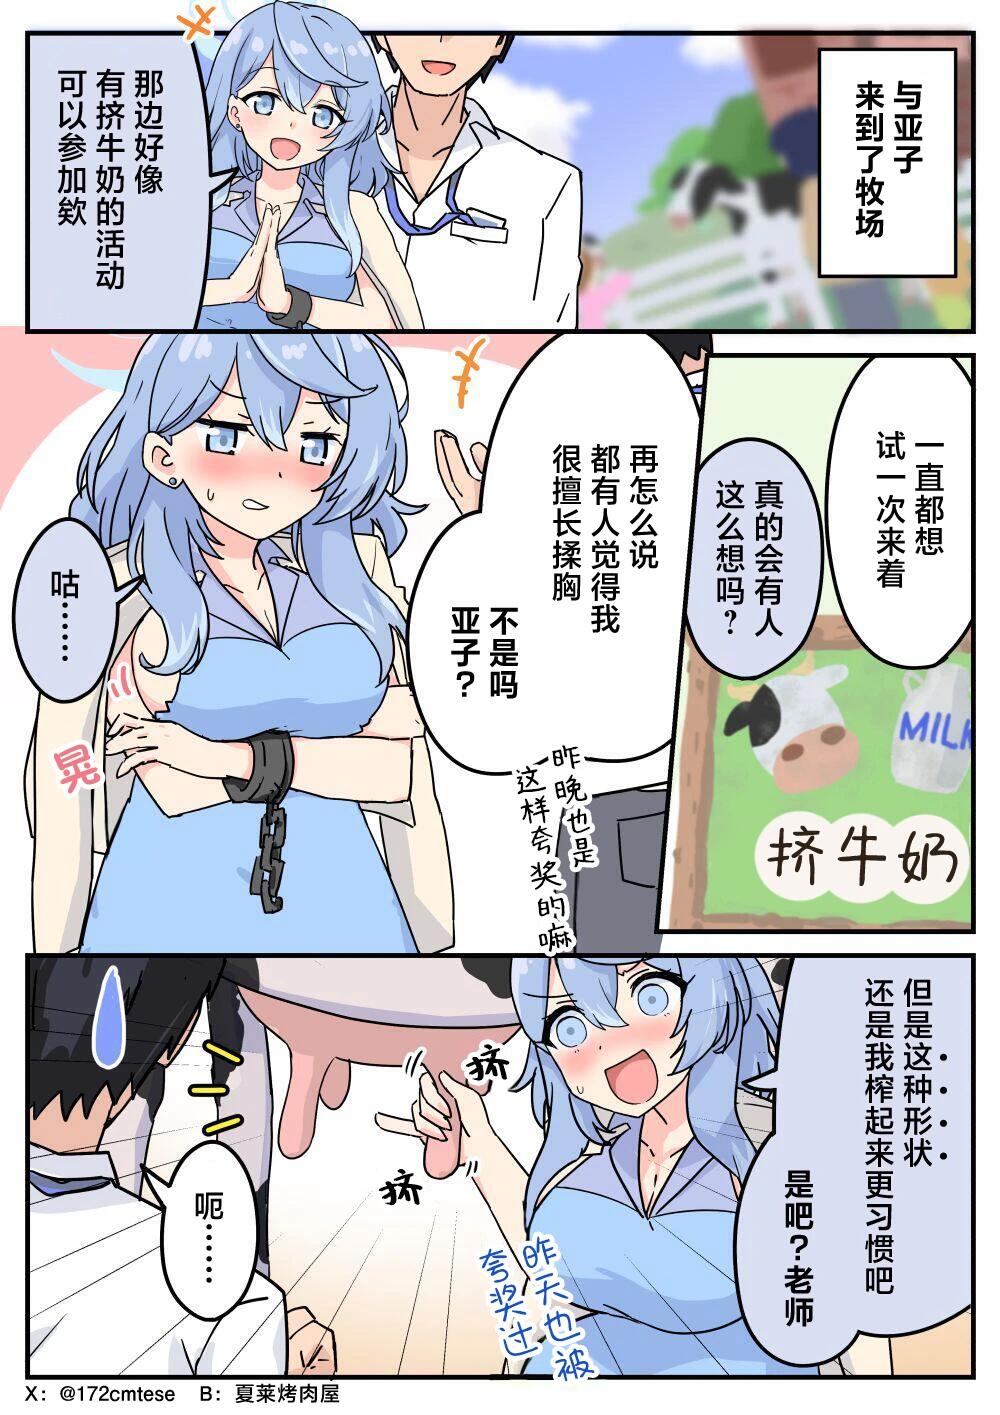 与亚子
来到了牧场
那边好像
有挤牛奶的活动
可以参加欸
一直都想
试一次来着
真的会有人
这么想吗？
MILK
挤牛奶
再怎么说
都有人觉得我
很擅长揉胸
不是吗
亚子？
昨晚也是
这样夸奖的嘛
咕……
晃
但是这种形状
还是我榨起来更习惯吧
是吧？老师
挤
挤
昨天也被
夸奖过
呃……
X：@172cmtese B：夏莱烤肉屋